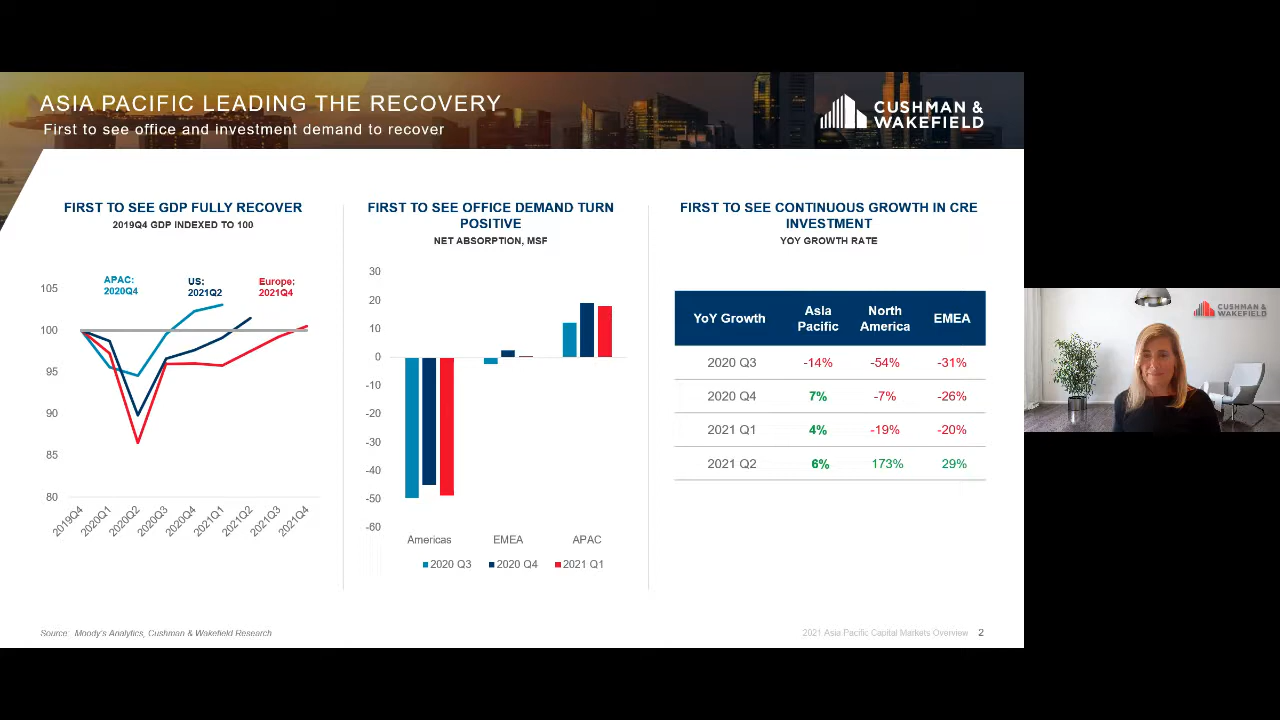 ASIA PACIFIC LEADING THE RECOVERY
First to see office and investment demand to recover
CUSHMAN &
WAKEFIELD
FIRST TO SEE GDP FULLY RECOVER
2019Q4 GDP INDEXED TO 100
APAC:
2020Q4
US:
2021Q2
Europe:
2021Q4
105
100
95
90
85
80
2019Q4
2020Q1
2020Q2
2020Q3
2020Q4
2021Q1
2021Q2
2021Q3
2021Q4
FIRST TO SEE OFFICE DEMAND TURN
POSITIVE
NET ABSORPTION, MSF
30
20
10
0
-10
-20
-30
-40
-50
-60
Americas EMEA APAC
2020 Q3 2020 Q4 2021 Q1
FIRST TO SEE CONTINUOUS GROWTH IN CRE
INVESTMENT
YOY GROWTH RATE
YoY Growth Asia Pacific North America EMEA
2020 Q3 -14% -54% -31%
2020 Q4 7% -7% -26%
2021 Q1 4% -19% -20%
2021 Q2 6% 173% 29%
Source Moody's Analytics, Cushman & Wakefield Research
2021 Asia Pacific Capital Markets Overview 2
CUSHMAN &
WAKEFIELD